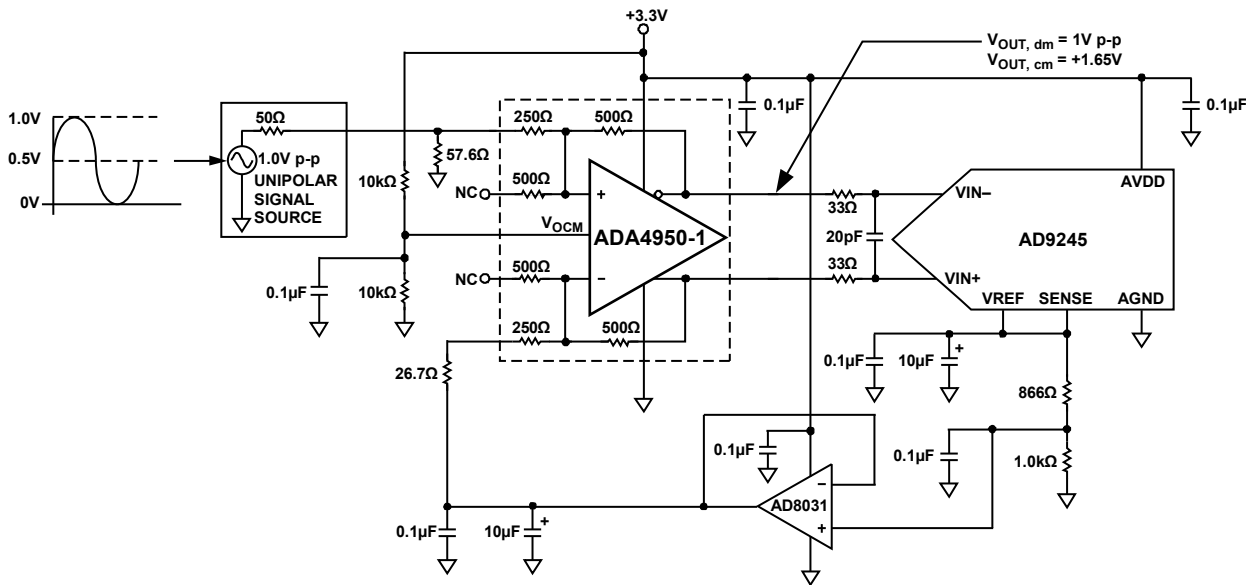 +3.3V
VOUT, dm = 1V p-p
VOUT, cm = +1.65V
0.1µF
0.1µF
1.0V
0.5V
0V
50Ω
1.0V p-p
UNIPOLAR
SIGNAL
SOURCE
57.6Ω
10kΩ
250Ω
500Ω
NC
500Ω
+
VOCM
ADA4950-1
NC
500Ω
−
250Ω
500Ω
0.1µF
10kΩ
33Ω
20pF
33Ω
VIN−
AVDD
AD9245
VIN+
VREF
SENSE
AGND
26.7Ω
0.1µF
10µF
+
866Ω
0.1µF
0.1µF
1.0kΩ
−
AD8031
+
0.1µF
10µF
+